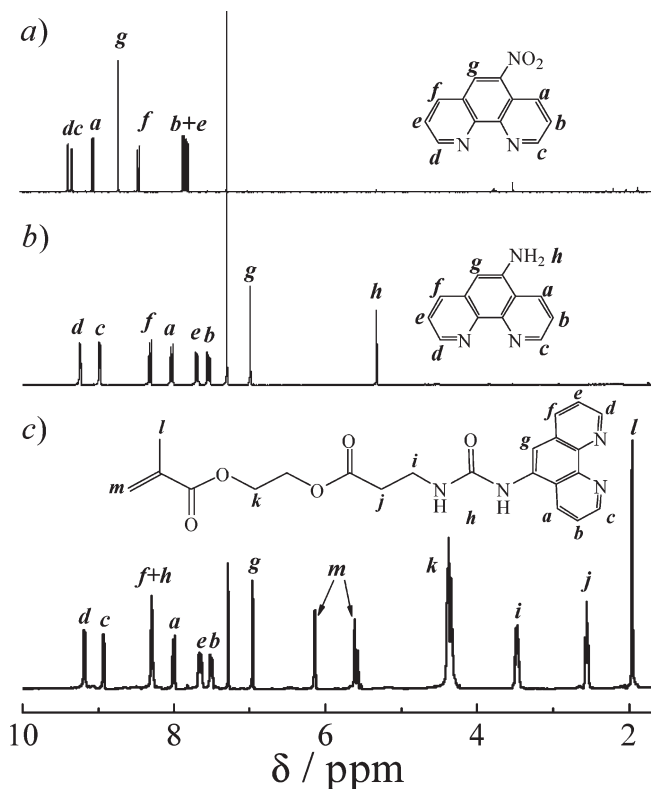 a)
g
dc a f b+e
NO₂
g
f a
e b
N N
d c
b)
g
h
d c f a e b
NH₂ h
g
f a
e b
N N
d c
c)
l
m
O
O
k
O
O
j
i
N
H
O
h
N
H
g
f
e
d
N
N
a
b
c
l
f+h
g
m
k
d c a e b
i
j
10 8 6 4 2
δ / ppm